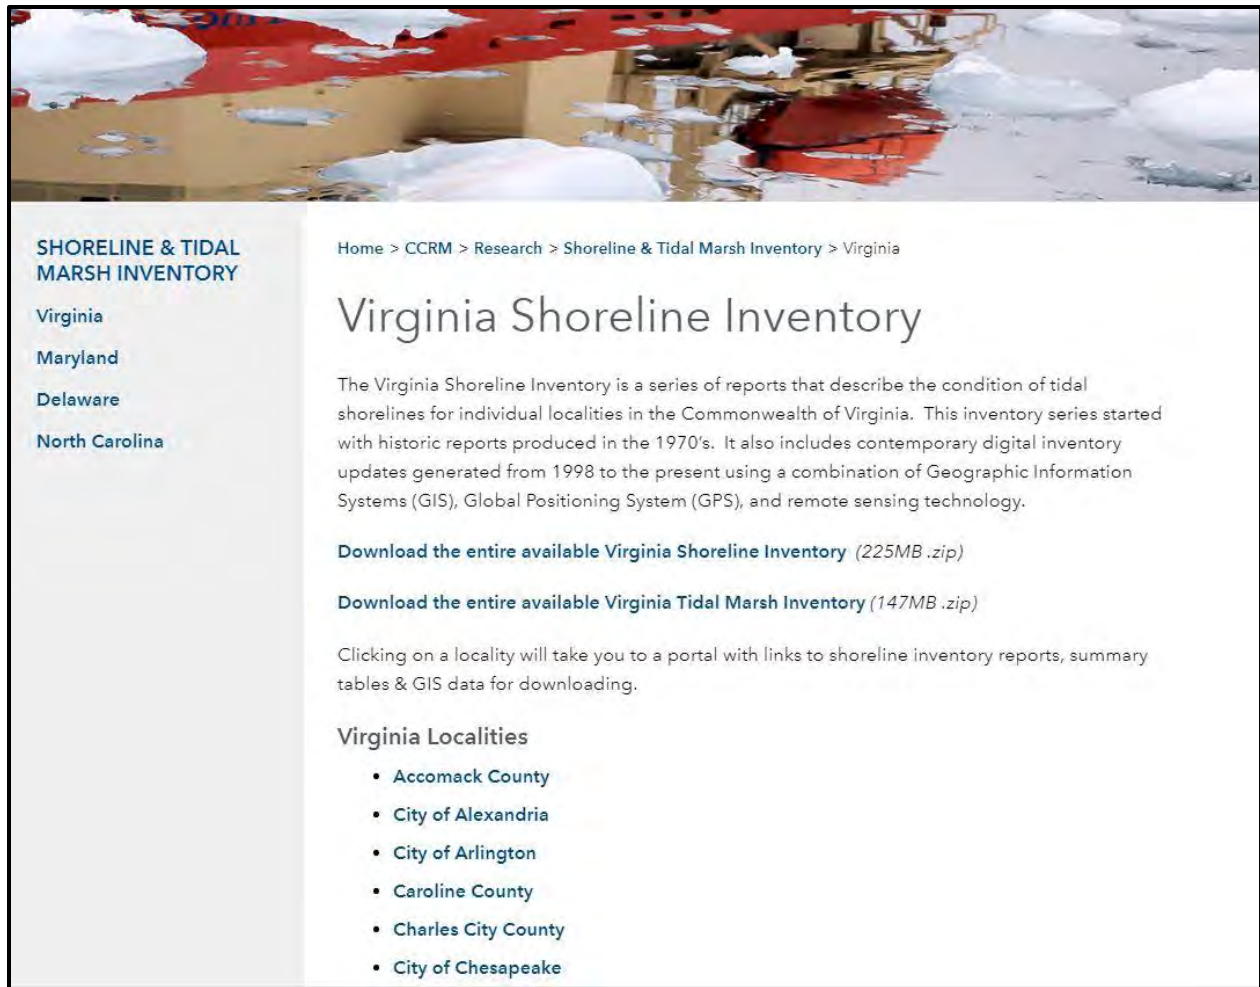 SHORELINE & TIDAL
MARSH INVENTORY
Virginia
Maryland
Delaware
North Carolina
Home > CCRM > Research > Shoreline & Tidal Marsh Inventory > Virginia
Virginia Shoreline Inventory
The Virginia Shoreline Inventory is a series of reports that describe the condition of tidal
shorelines for individual localities in the Commonwealth of Virginia.  This inventory series started
with historic reports produced in the 1970's.  It also includes contemporary digital inventory
updates generated from 1998 to the present using a combination of Geographic Information
Systems (GIS), Global Positioning System (GPS), and remote sensing technology.
Download the entire available Virginia Shoreline Inventory (225MB .zip)
Download the entire available Virginia Tidal Marsh Inventory (147MB .zip)
Clicking on a locality will take you to a portal with links to shoreline inventory reports, summary
tables & GIS data for downloading.
Virginia Localities
• Accomack County
• City of Alexandria
• City of Arlington
• Caroline County
• Charles City County
• City of Chesapeake